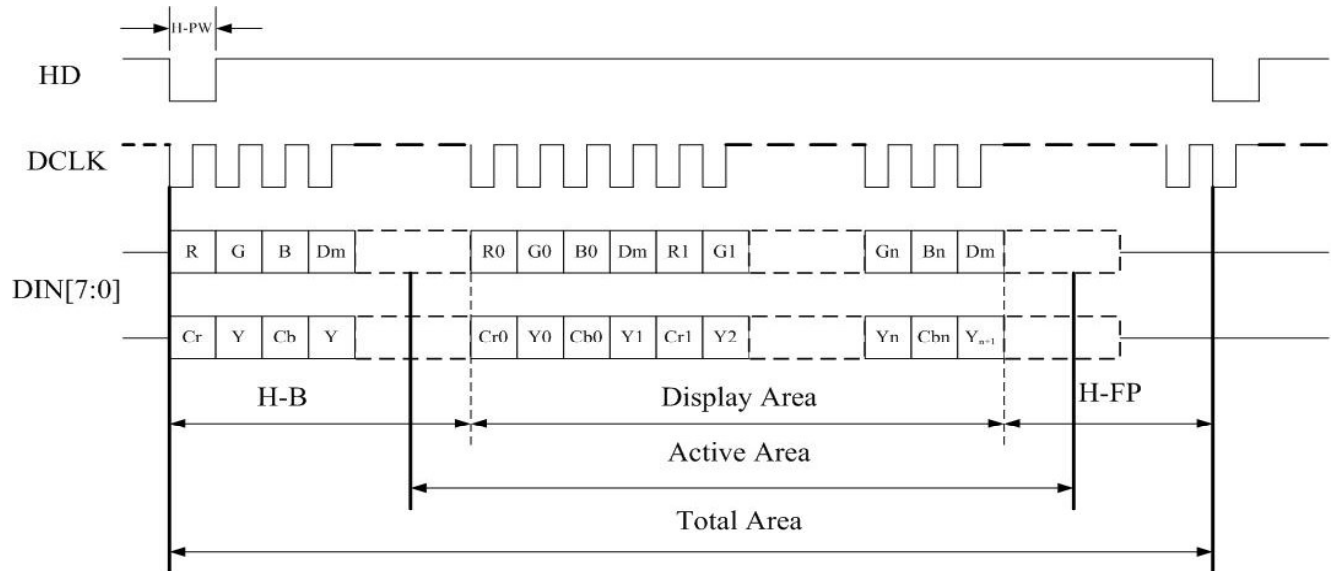 H-PW
HD
DCLK
R G B Dm R0 G0 B0 Dm R1 G1 Gn Bn Dm
DIN[7:0]
Cr Y Cb Y Cr0 Y0 Cb0 Y1 Cr1 Y2 Yn Cbn Yn+1
H-B Display Area H-FP
Active Area
Total Area